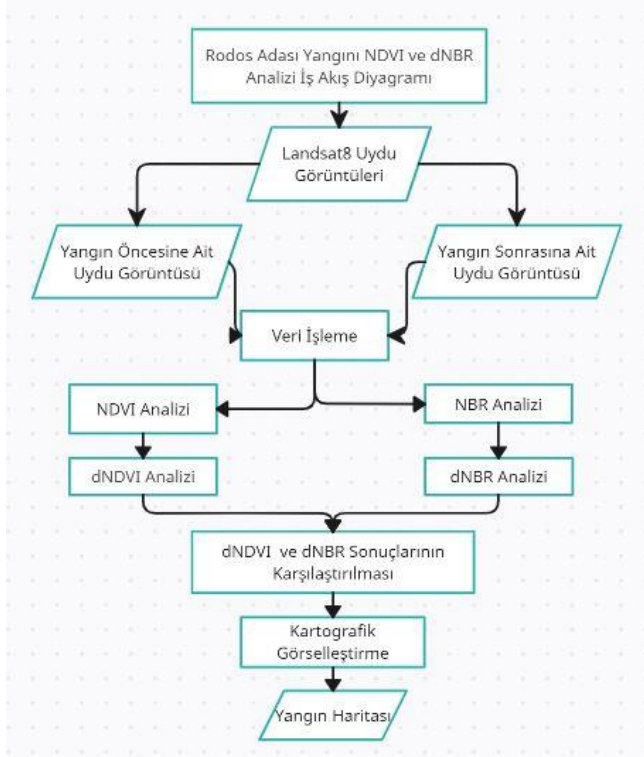 Rodos Adası Yangını NDVI ve dNBR
Analizi İş Akış Diyagramı
Landsat8 Uydu
Görüntüleri
Yangın Öncesine Ait
Uydu Görüntüsü
Yangın Sonrasına Ait
Uydu Görüntüsü
Veri İşleme
NDVI Analizi
NBR Analizi
dNDVI Analizi
dNBR Analizi
dNDVI ve dNBR Sonuçlarının
Karşılaştırılması
Kartografik
Görselleştirme
Yangın Haritası